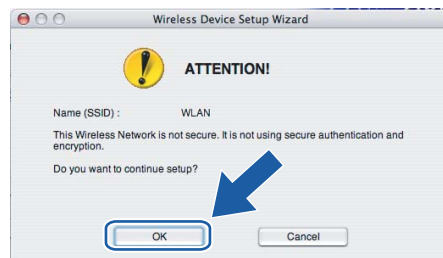 Wireless Device Setup Wizard
ATTENTION!
Name (SSID) : WLAN
This Wireless Network is not secure. It is not using secure authentication and
encryption.
Do you want to continue setup?
OK Cancel